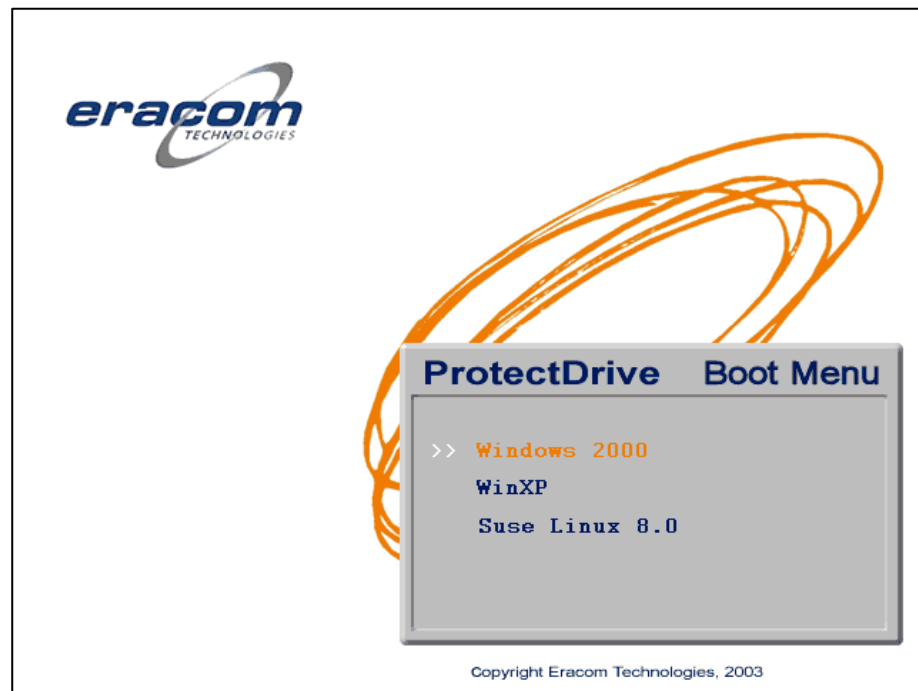 eracom
TECHNOLOGIES
ProtectDrive Boot Menu
>> Windows 2000
WinXP
Suse Linux 8.0
Copyright Eracom Technologies, 2003